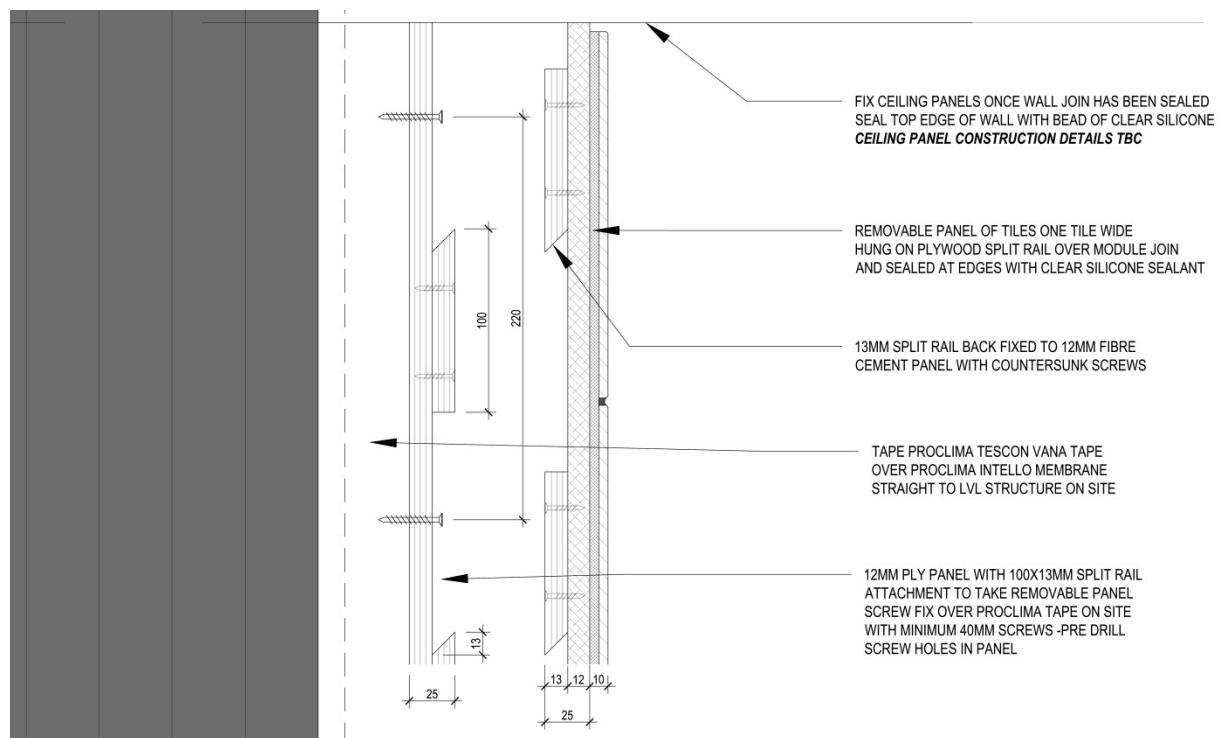 FIX CEILING PANELS ONCE WALL JOIN HAS BEEN SEALED
SEAL TOP EDGE OF WALL WITH BEAD OF CLEAR SILICONE
CEILING PANEL CONSTRUCTION DETAILS TBC
REMOVABLE PANEL OF TILES ONE TILE WIDE
HUNG ON PLYWOOD SPLIT RAIL OVER MODULE JOIN
AND SEALED AT EDGES WITH CLEAR SILICONE SEALANT
100
220
13MM SPLIT RAIL BACK FIXED TO 12MM FIBRE
CEMENT PANEL WITH COUNTERSUNK SCREWS
TAPE PROCLIMA TESCON VANA TAPE
OVER PROCLIMA INTELLO MEMBRANE
STRAIGHT TO LVL STRUCTURE ON SITE
12MM PLY PANEL WITH 100X13MM SPLIT RAIL
ATTACHMENT TO TAKE REMOVABLE PANEL
SCREW FIX OVER PROCLIMA TAPE ON SITE
WITH MINIMUM 40MM SCREWS -PRE DRILL
SCREW HOLES IN PANEL
13
25
13 12 10
25